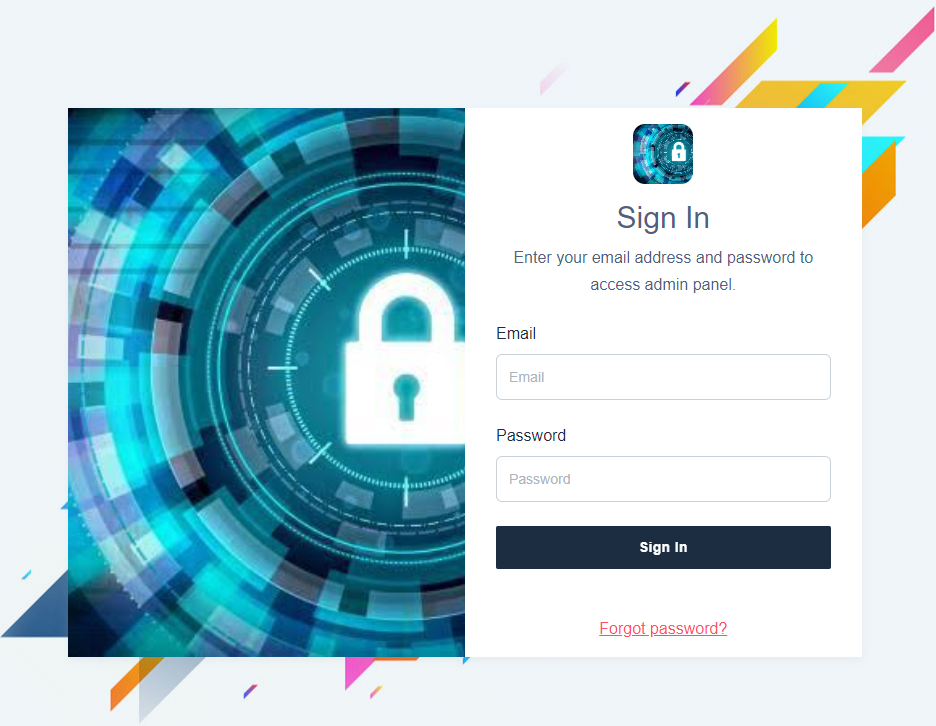 Sign In
Enter your email address and password to
access admin panel.
Email
Email
Password
Password
Sign In
Forgot password?